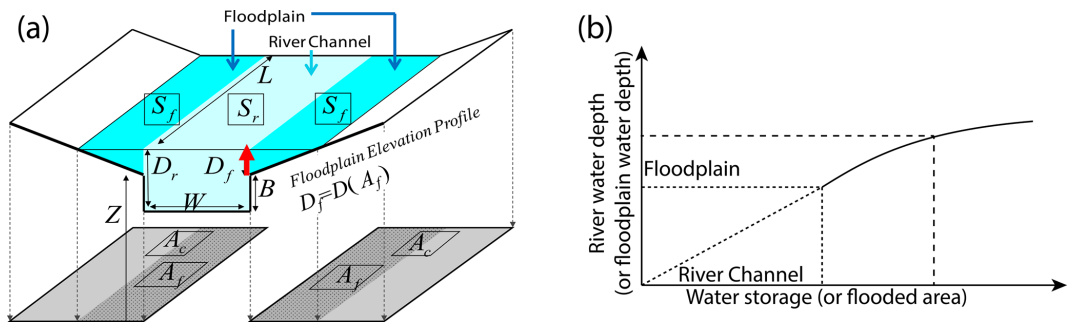 (a)
Floodplain
River Channel
L
S_f
S_r
S_f
D_r
D_f
B
W
Z
Floodplain Elevation Profile
D_f=D(A_f)
A_c
A_f
A_c
A_f
(b)
River water depth
(or floodplain water depth)
Floodplain
River Channel
Water storage (or flooded area)